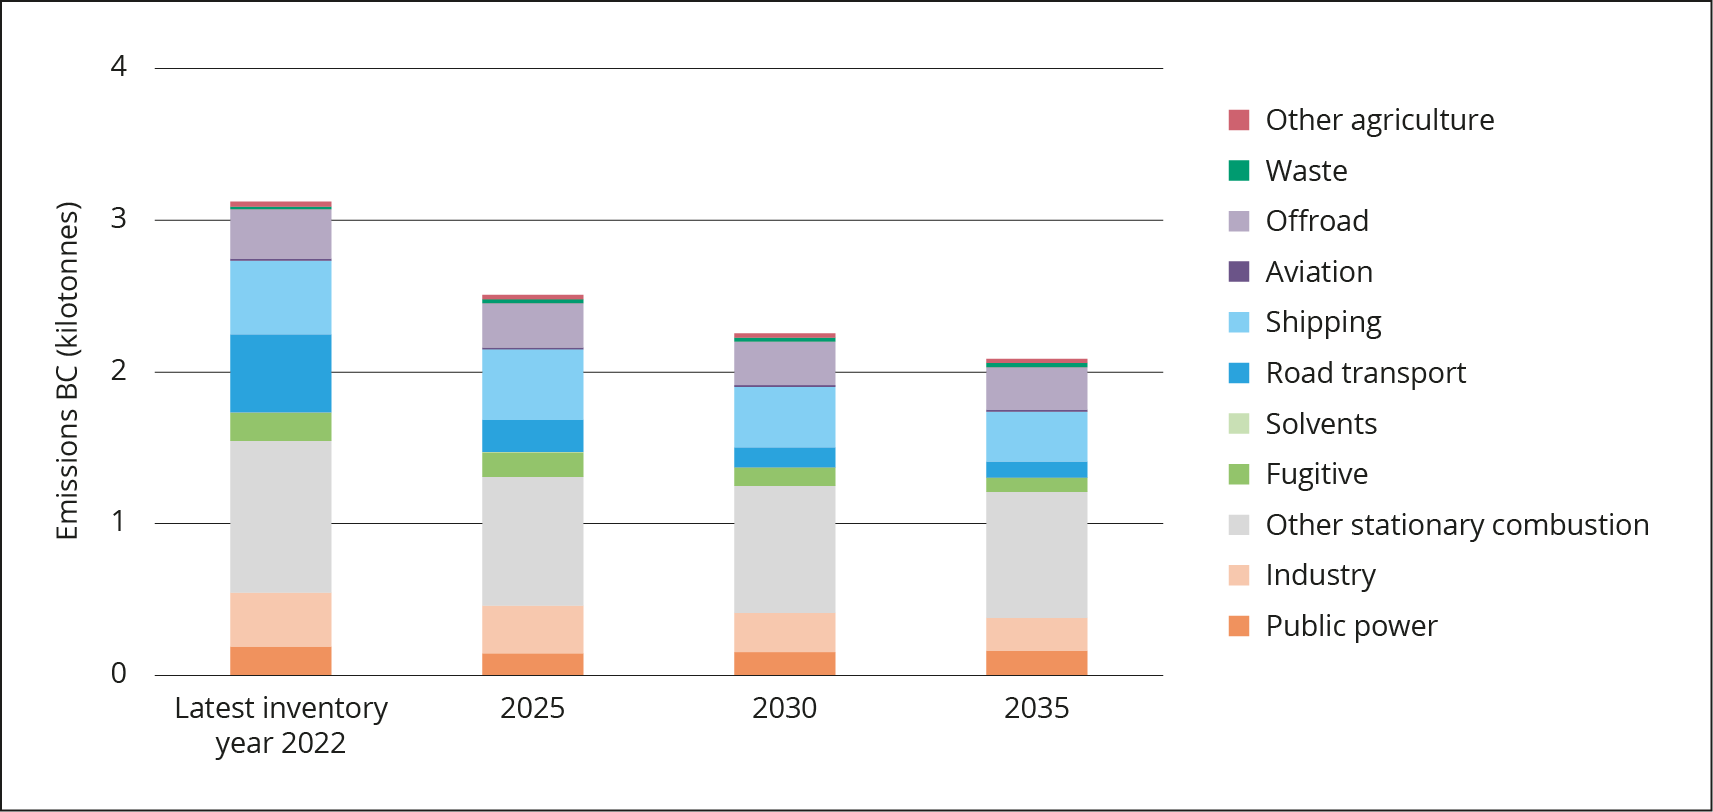 Emissions BC (kilotonnes)
4
3
2
1
0
Latest inventory
year 2022
2025
2030
2035
Other agriculture
Waste
Offroad
Aviation
Shipping
Road transport
Solvents
Fugitive
Other stationary combustion
Industry
Public power